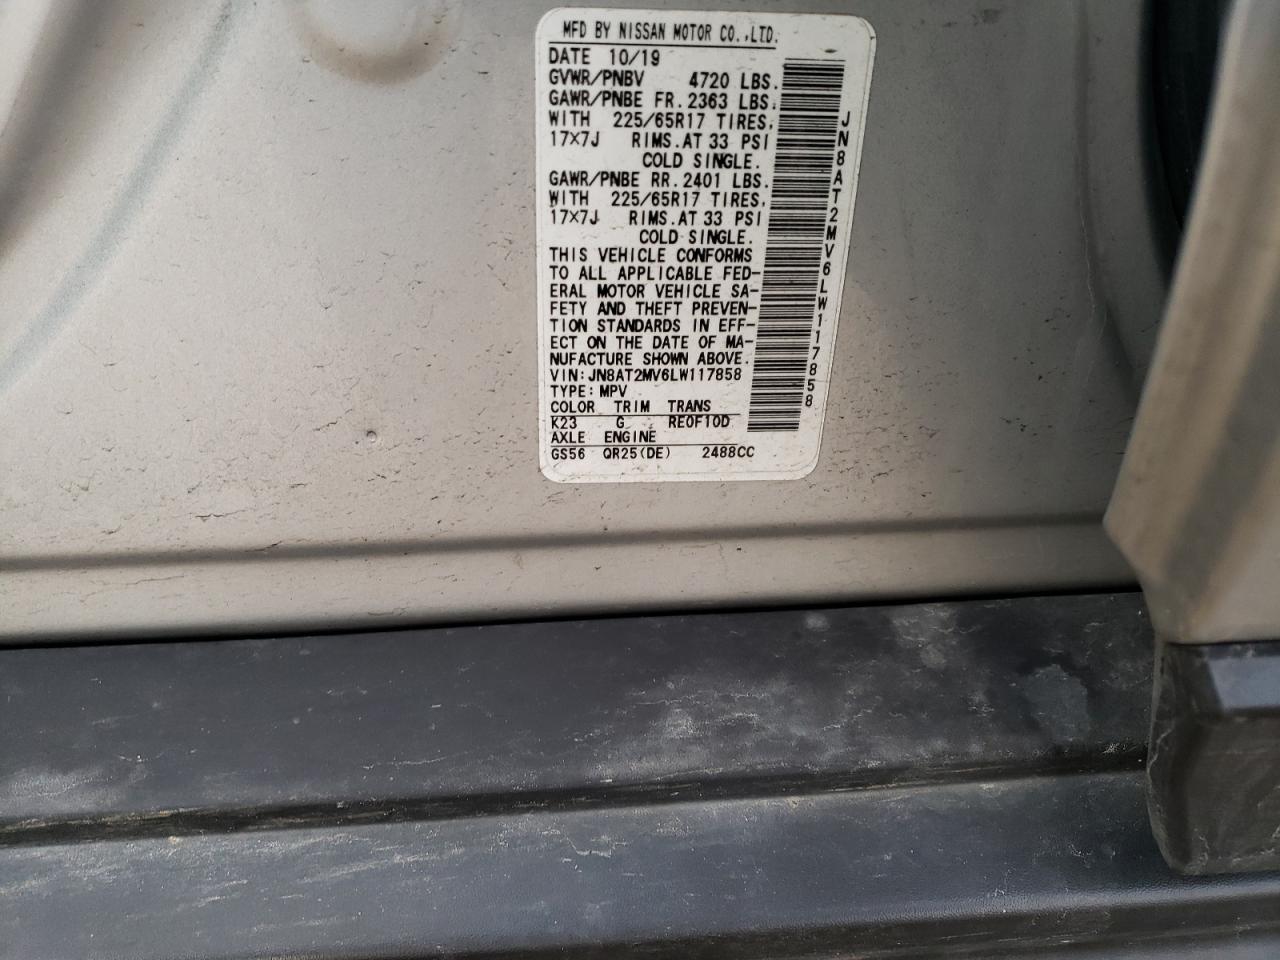 MFD BY NISSAN MOTOR CO.,LTD.
DATE 10/19
GVWR/PNBV 4720 LBS.
GAWR/PNBE FR. 2363 LBS.
WITH 225/65R17 TIRES,
17×7J RIMS.AT 33 PSI
COLD SINGLE.
GAWR/PNBE RR. 2401 LBS.
WITH 225/65R17 TIRES,
17×7J RIMS.AT 33 PSI
COLD SINGLE.
THIS VEHICLE CONFORMS
TO ALL APPLICABLE FED-
ERAL MOTOR VEHICLE SA-
FETY AND THEFT PREVEN-
TION STANDARDS IN EFF-
ECT ON THE DATE OF MA-
NUFACTURE SHOWN ABOVE.
VIN:JN8AT2MV6LW117858
TYPE:MPV
COLOR TRIM TRANS
K23 G RE0F10D
AXLE ENGINE
GS56 QR25(DE) 2488CC
JN8AT2MV6LW117858